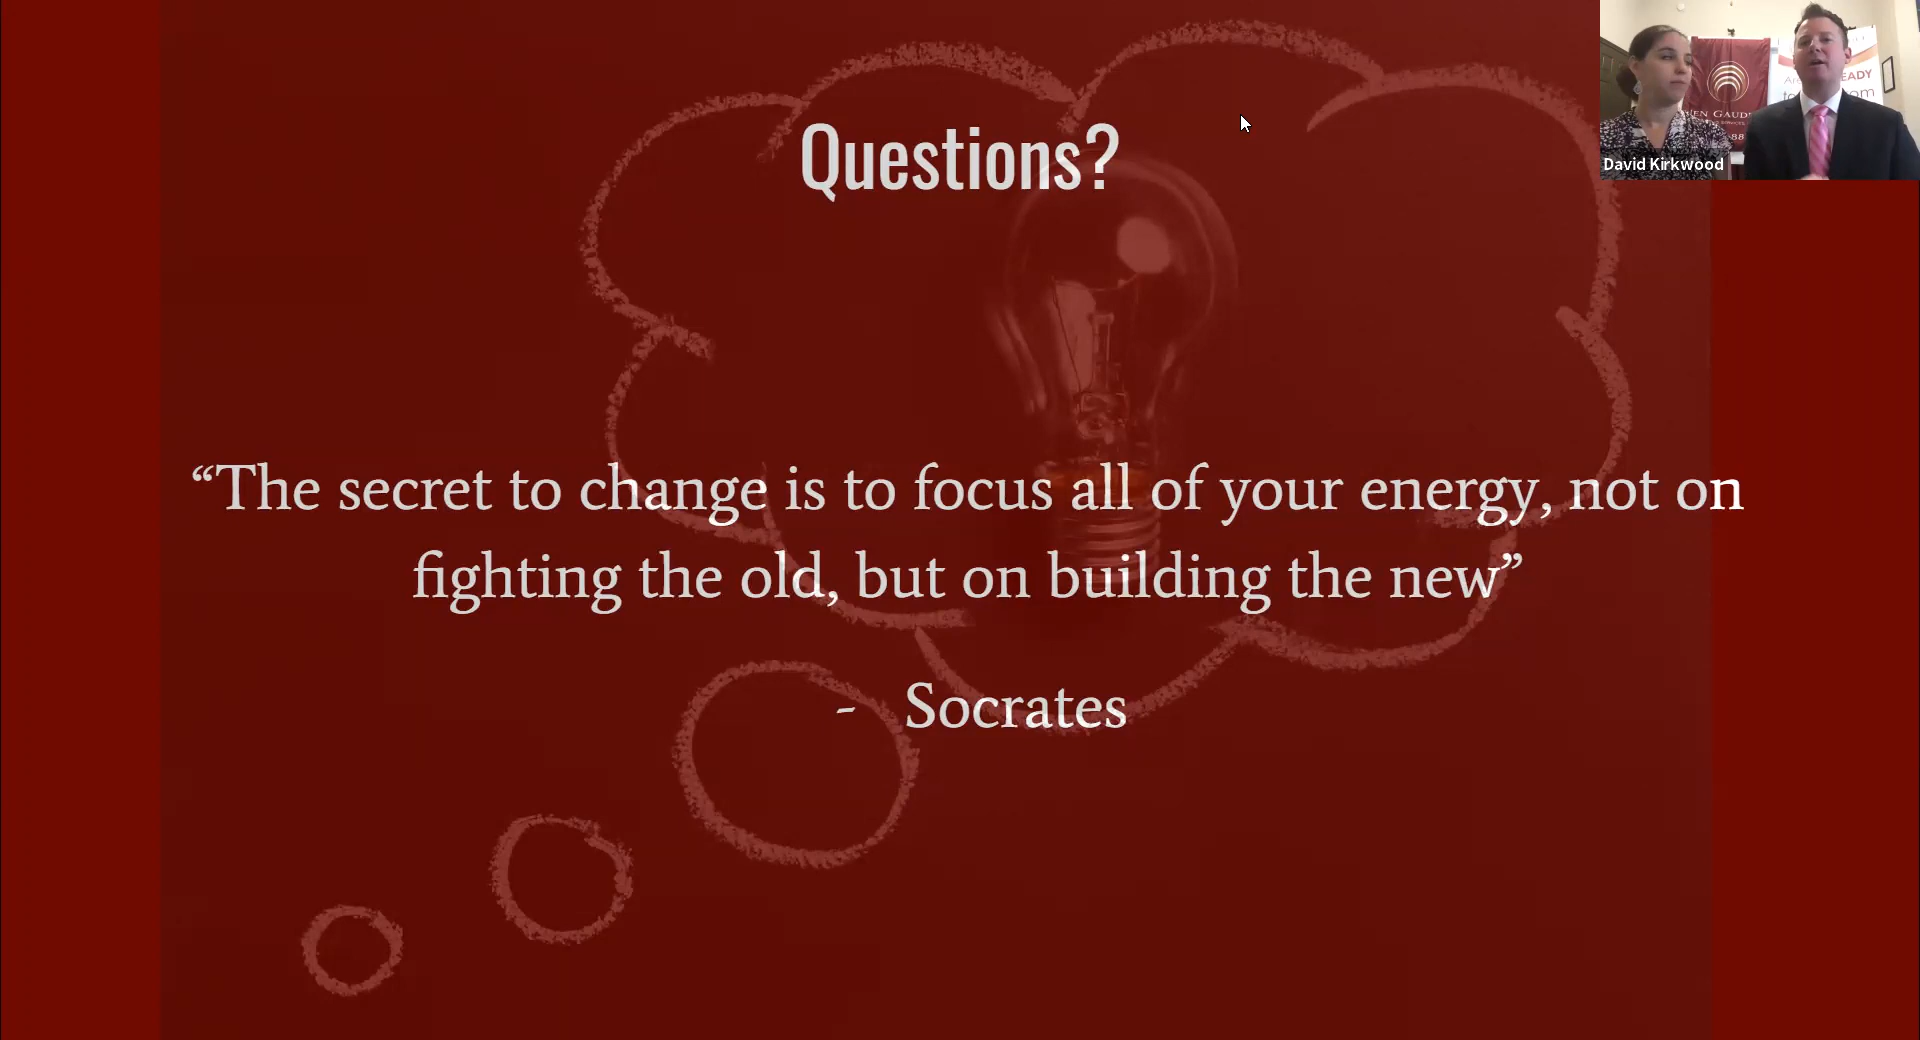 Questions?
“The secret to change is to focus all of your energy, not on
fighting the old, but on building the new”
- Socrates
David Kirkwood
EADY